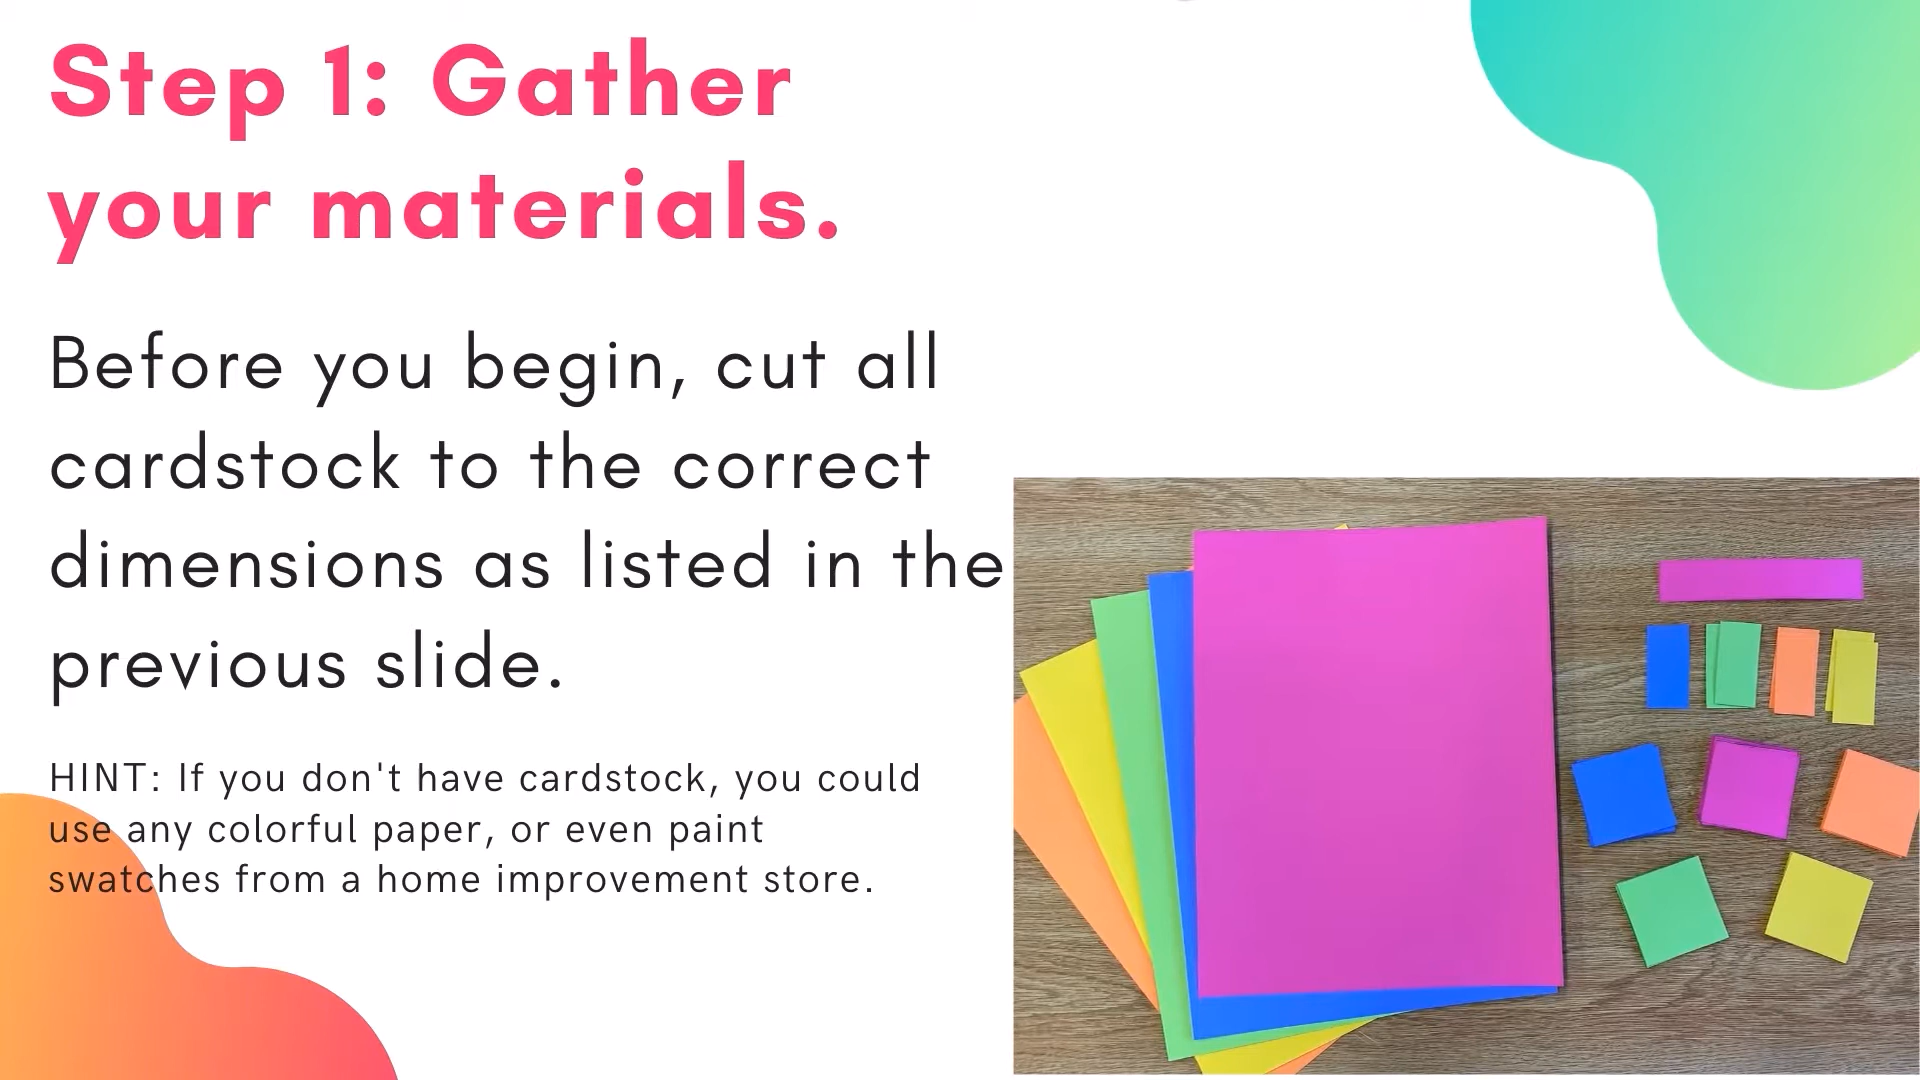 Step 1: Gather
your materials.
Before you begin, cut all
cardstock to the correct
dimensions as listed in the
previous slide.
HINT: If you don't have cardstock, you could
use any colorful paper, or even paint
swatches from a home improvement store.